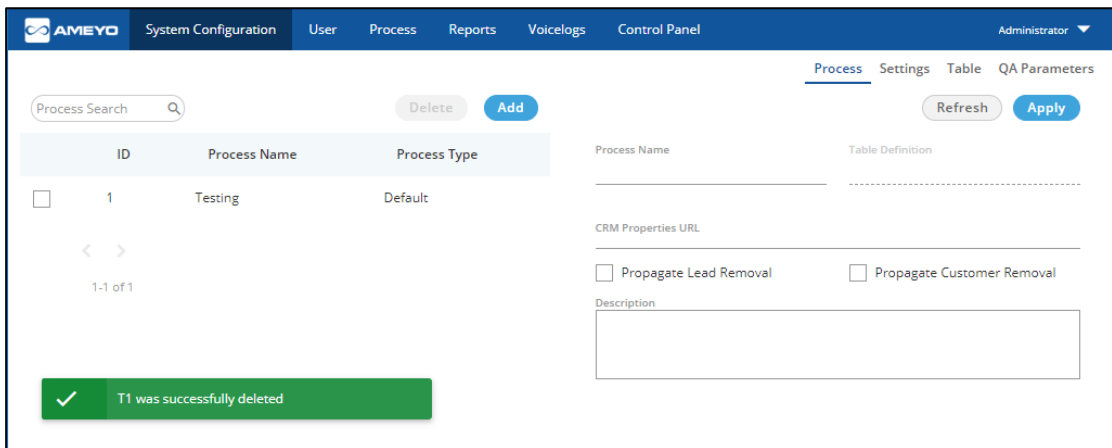 AMEYO System Configuration User Process Reports Voicelogs Control Panel Administrator
Process Settings Table QA Parameters
Process Search Delete Add Refresh Apply
ID Process Name Process Type
1 Testing Default
1-1 of 1
Process Name Table Definition
CRM Properties URL
Propagate Lead Removal Propagate Customer Removal
Description
T1 was successfully deleted